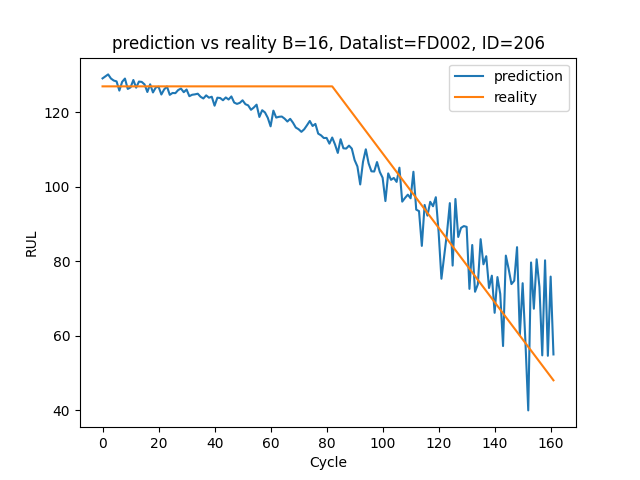 prediction vs reality B=16, Datalist=FD002, ID=206
prediction
reality
120
100
80
60
40
RUL
0 20 40 60 80 100 120 140 160
Cycle